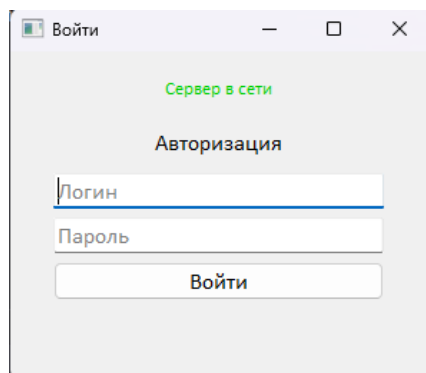 Войти
Сервер в сети
Авторизация
Логин
Пароль
Войти